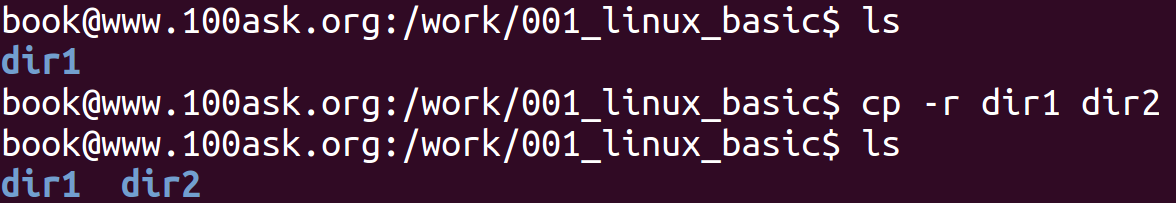 book@www.100ask.org:/work/001_linux_basic$ ls
dir1
book@www.100ask.org:/work/001_linux_basic$ cp -r dir1 dir2
book@www.100ask.org:/work/001_linux_basic$ ls
dir1  dir2